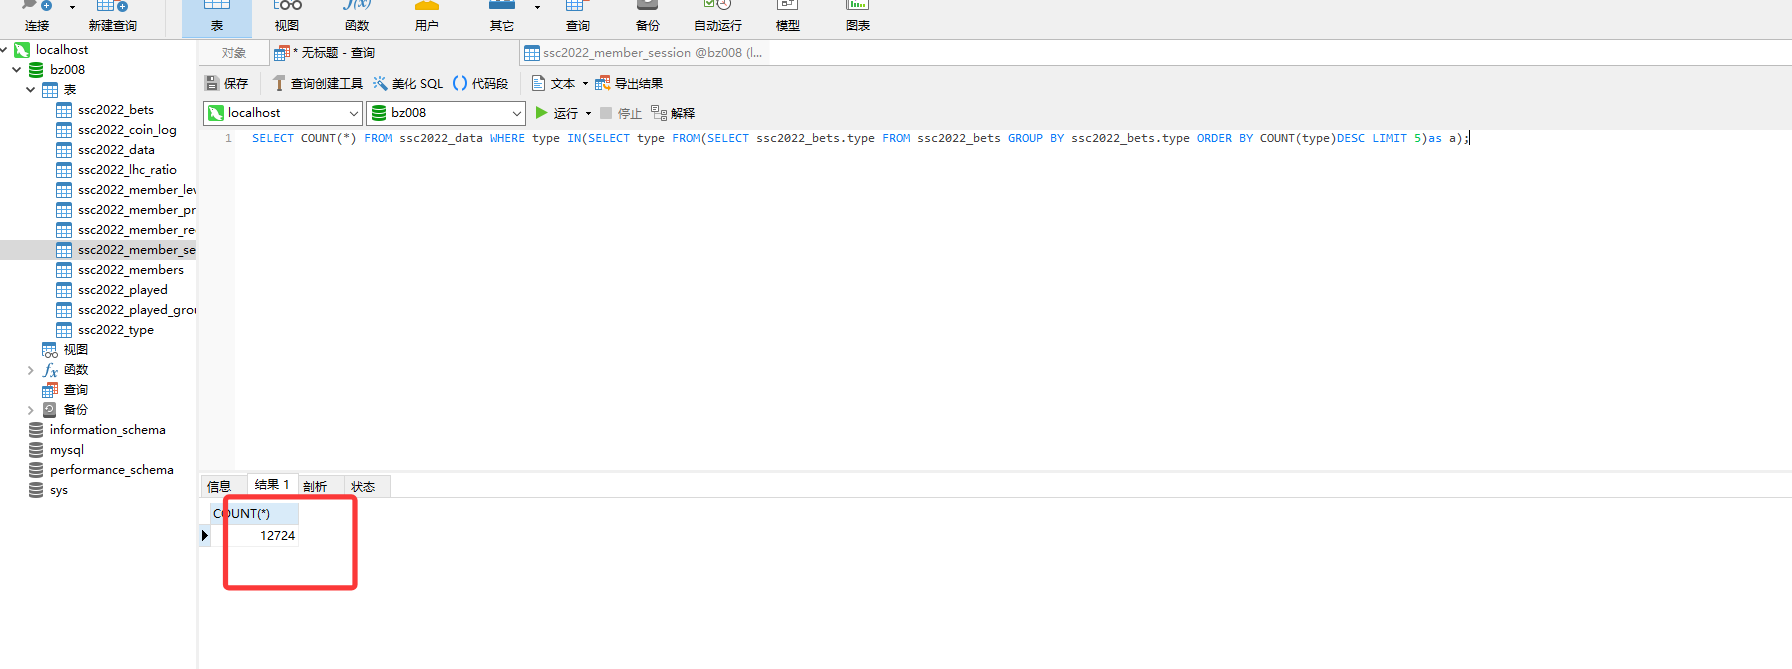 连接 新建查询 表 视图 函数 用户 其它 查询 备份 自动运行 模型 图表
localhost
bz008
表
ssc2022_bets
ssc2022_coin_log
ssc2022_data
ssc2022_lhc_ratio
ssc2022_member_lev
ssc2022_member_pr
ssc2022_member_re
ssc2022_member_se
ssc2022_members
ssc2022_played
ssc2022_played_grou
ssc2022_type
视图
函数
查询
备份
information_schema
mysql
performance_schema
sys
对象 * 无标题 - 查询 ssc2022_member_session @bz008 (l...
保存 查询创建工具 美化 SQL 代码段 文本 导出结果
localhost bz008 运行 停止 解释
1 SELECT COUNT(*) FROM ssc2022_data WHERE type IN(SELECT type FROM(SELECT ssc2022_bets.type FROM ssc2022_bets GROUP BY ssc2022_bets.type ORDER BY COUNT(type)DESC LIMIT 5)as a);
信息 结果 1 剖析 状态
COUNT(*)
12724